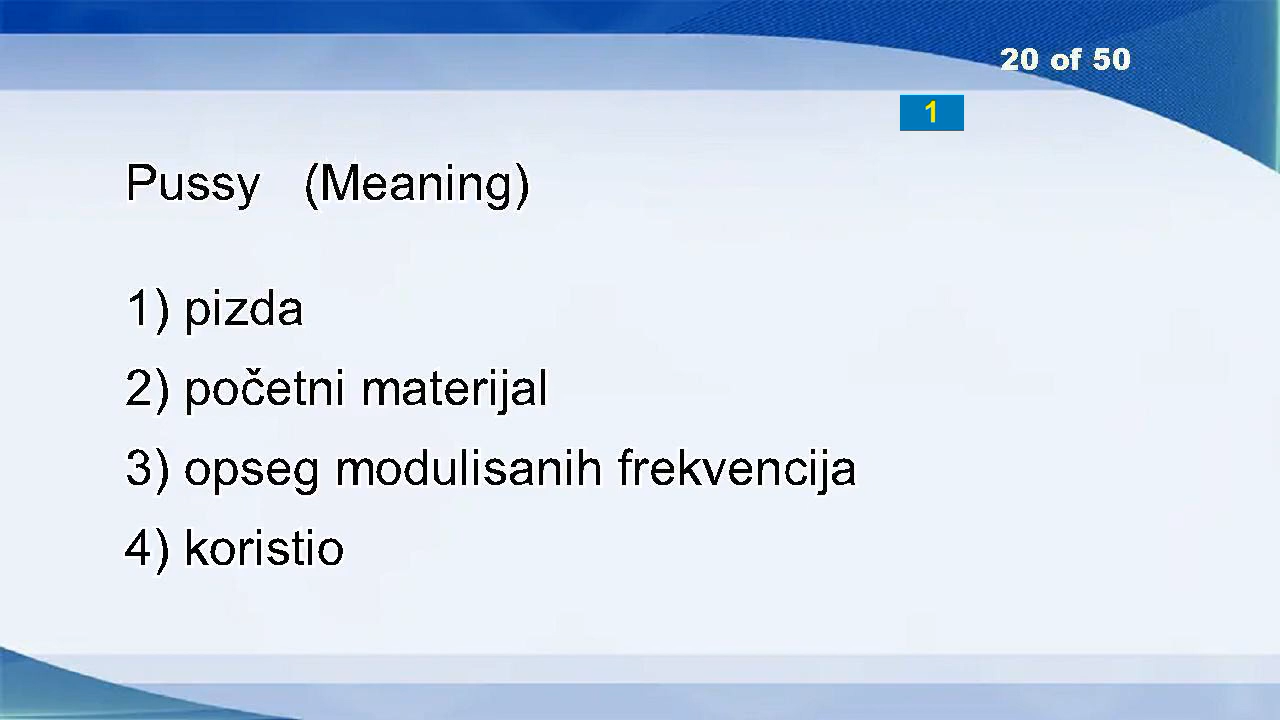 20 of 50
1
Pussy (Meaning)
1) pizda
2) početni materijal
3) opseg modulisanih frekvencija
4) koristio